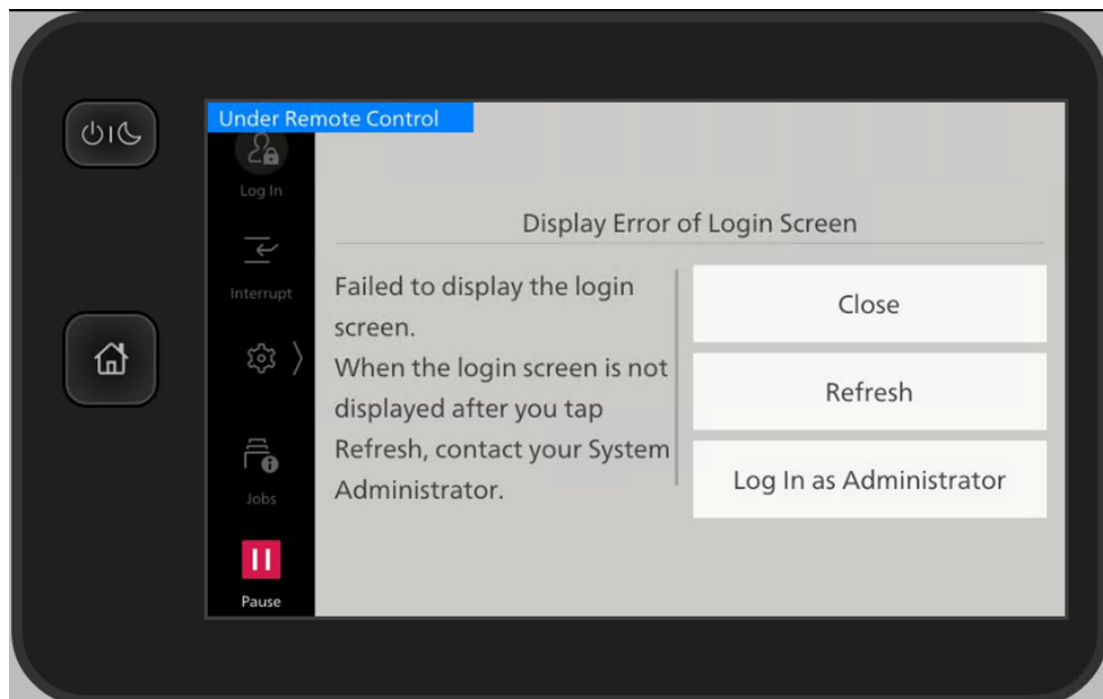 Under Remote Control
Log In
Interrupt
Jobs
Pause
Display Error of Login Screen
Failed to display the login
screen.
When the login screen is not
displayed after you tap
Refresh, contact your System
Administrator.
Close
Refresh
Log In as Administrator